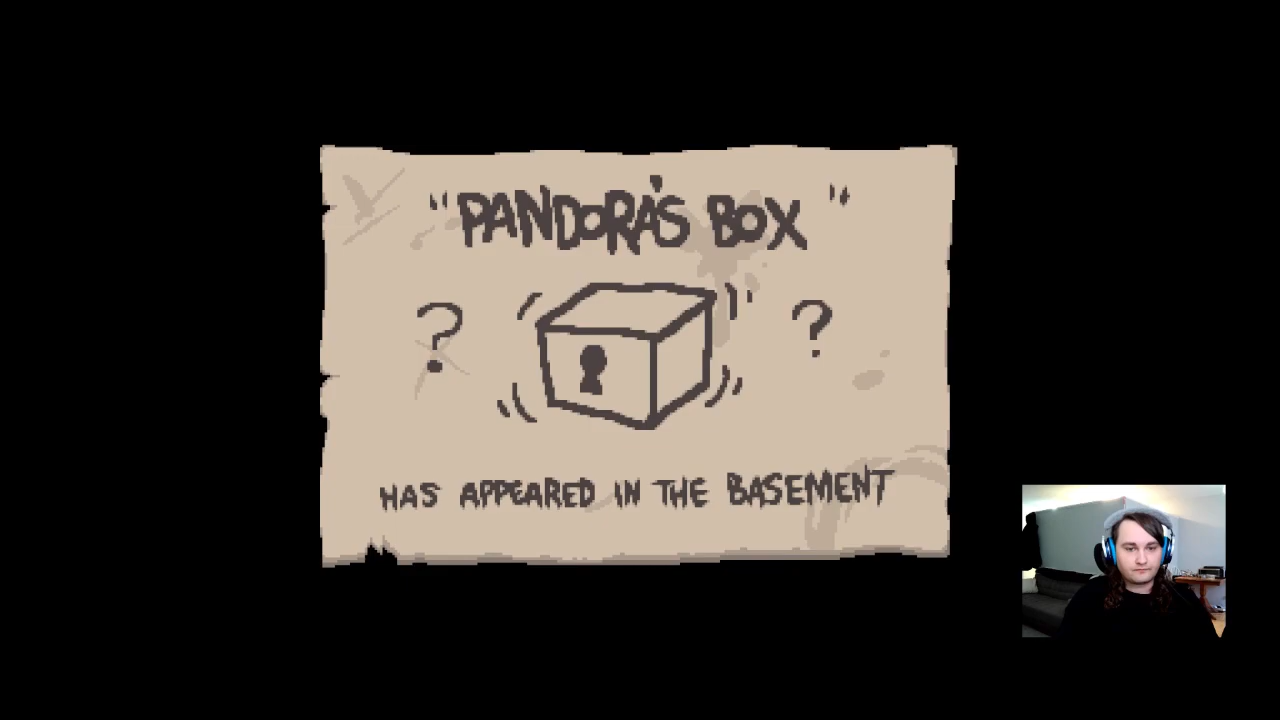 "PANDORA'S BOX"
? ?
HAS APPEARED IN THE BASEMENT